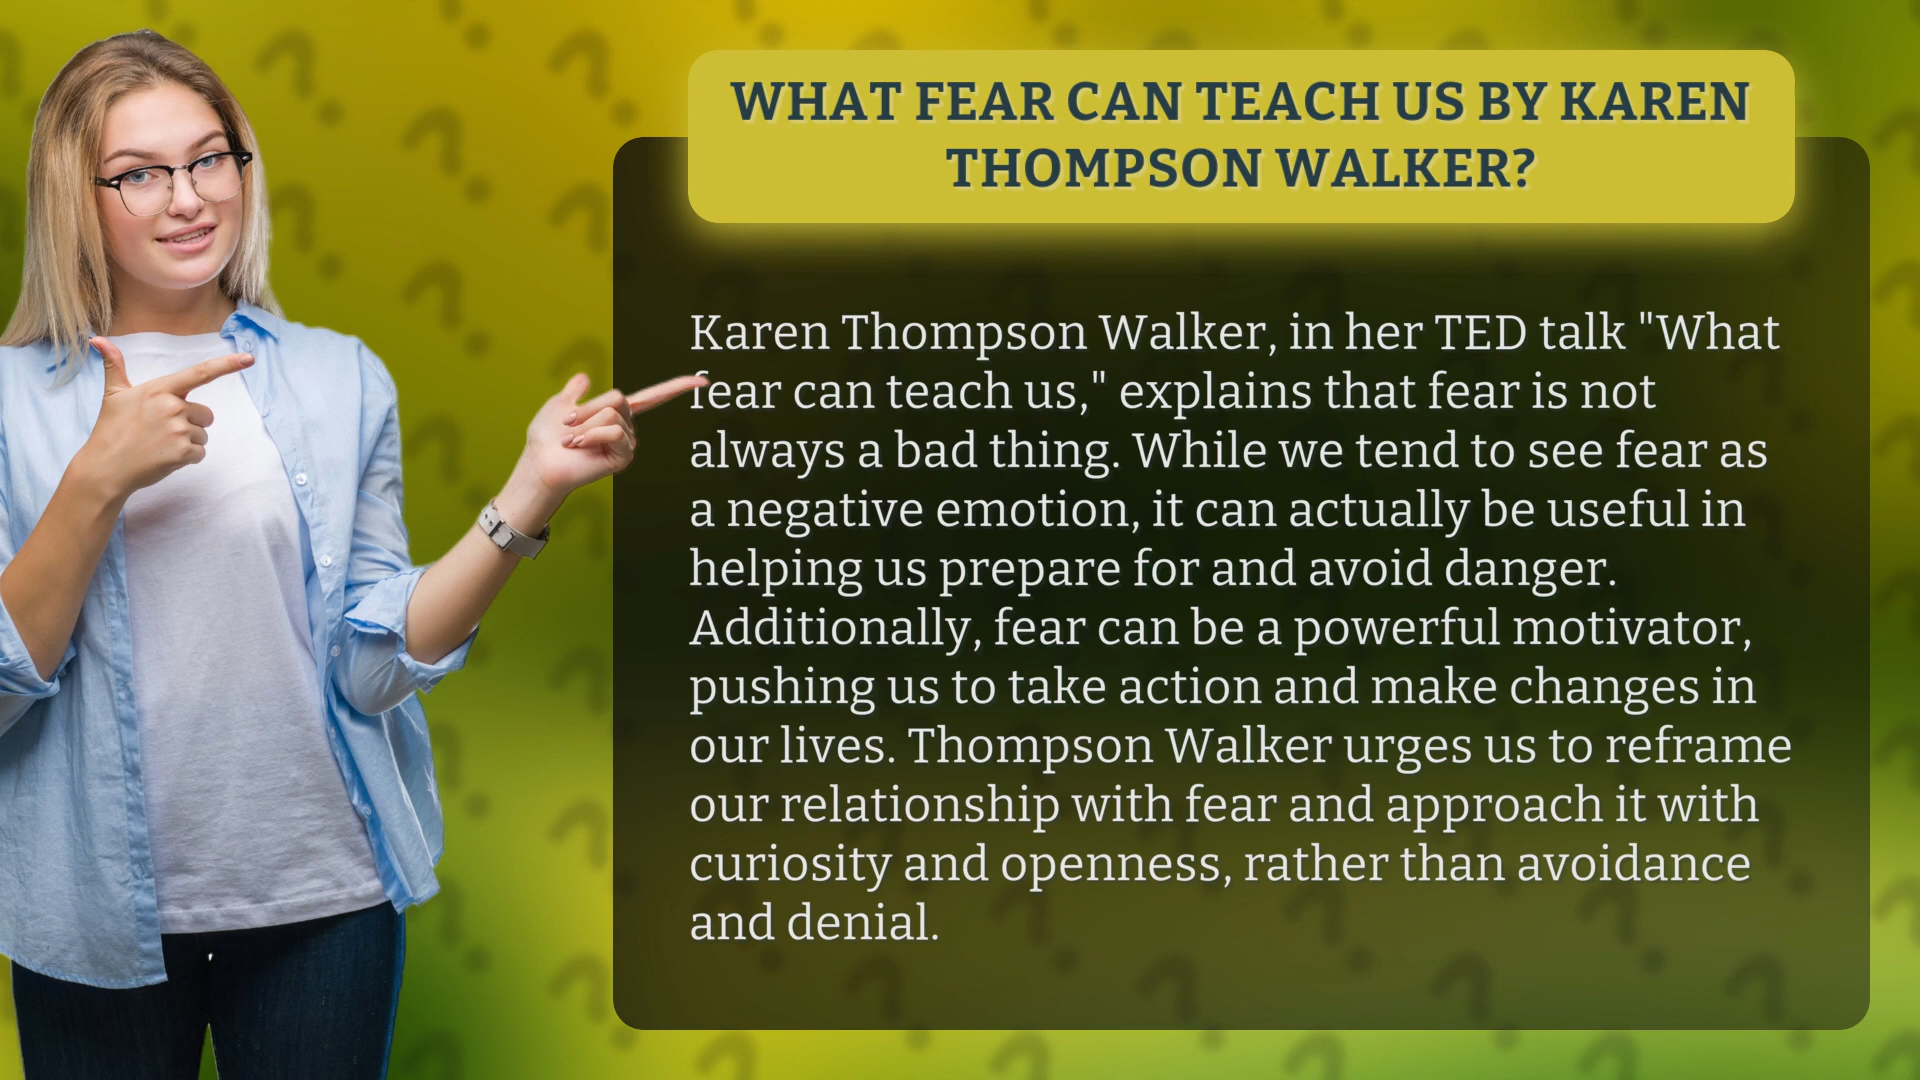 WHAT FEAR CAN TEACH US BY KAREN
THOMPSON WALKER?
Karen Thompson Walker, in her TED talk "What
fear can teach us," explains that fear is not
always a bad thing. While we tend to see fear as
a negative emotion, it can actually be useful in
helping us prepare for and avoid danger.
Additionally, fear can be a powerful motivator,
pushing us to take action and make changes in
our lives. Thompson Walker urges us to reframe
our relationship with fear and approach it with
curiosity and openness, rather than avoidance
and denial.